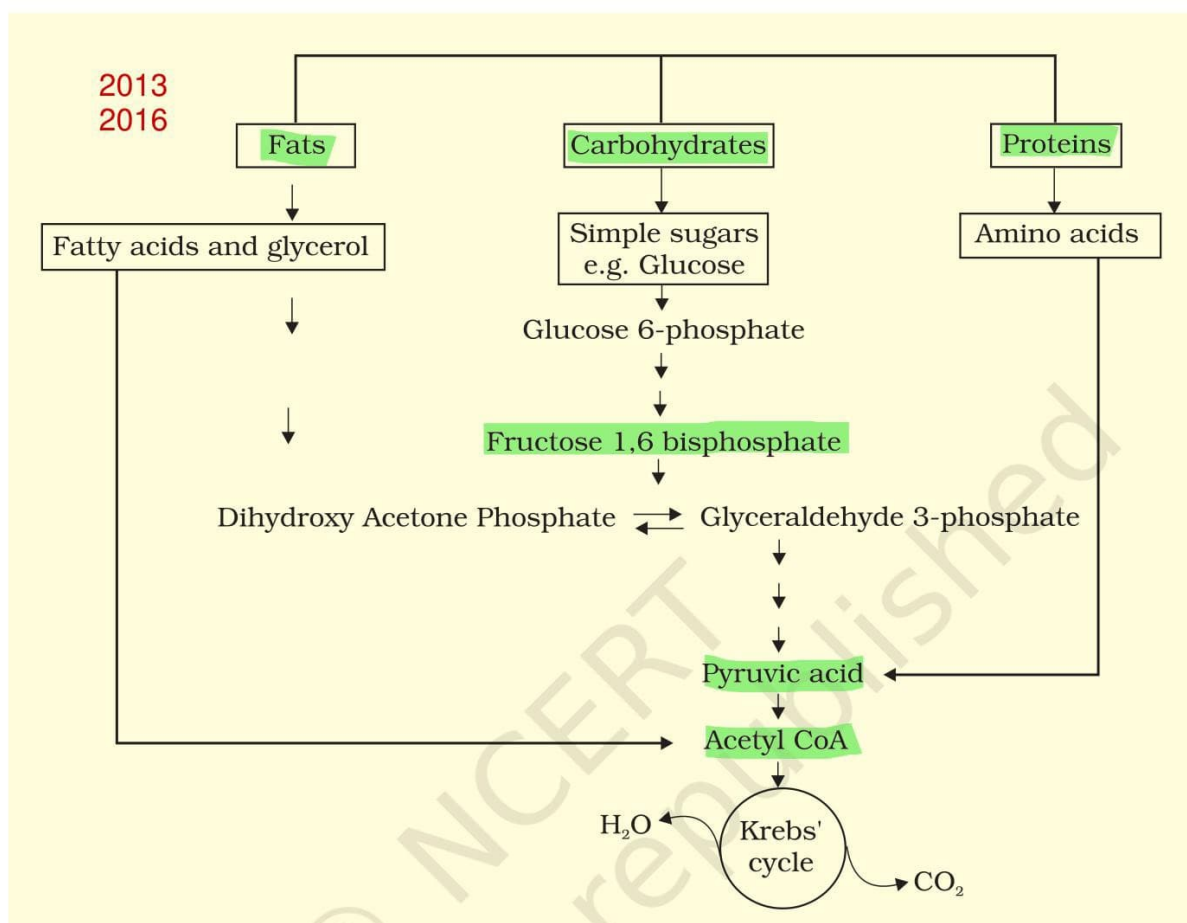 2013
2016
Fats
Carbohydrates
Proteins
Fatty acids and glycerol
Simple sugars
e.g. Glucose
Amino acids
Glucose 6-phosphate
Fructose 1,6 bisphosphate
Dihydroxy Acetone Phosphate
Glyceraldehyde 3-phosphate
Pyruvic acid
Acetyl CoA
H₂O
Krebs'
cycle
CO₂
© NCERT
republished